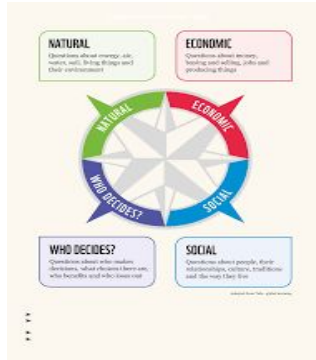 NATURAL
Questions about energy, air,
water, soil, living things and
their environment
ECONOMIC
Questions about money,
buying and selling, jobs and
producing things
NATURAL
ECONOMIC
WHO DECIDES?
SOCIAL
WHO DECIDES?
Questions about who makes
decisions, what choices there are,
who benefits and who loses out
SOCIAL
Questions about people, their
relationships, culture, traditions
and the way they live